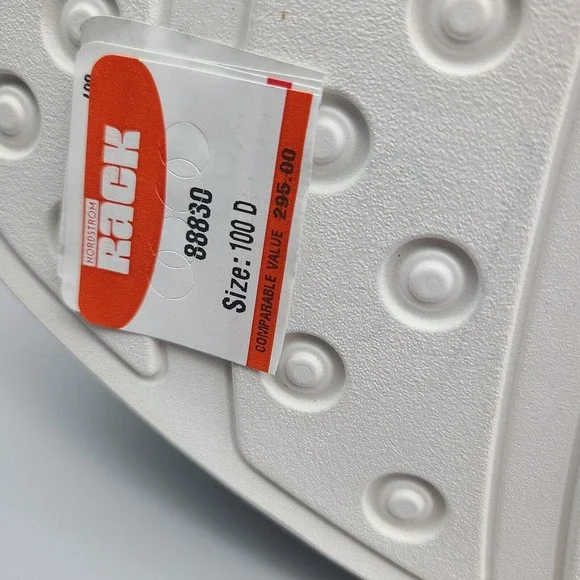 NORDSTROM
Rack
88830
Size: 100 D
COMPARABLE VALUE 295.00